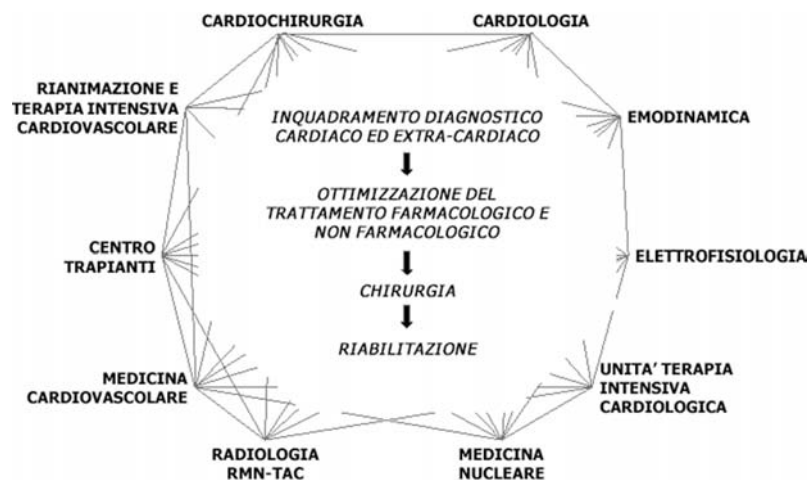 CARDIOCHIRURGIA
CARDIOLOGIA
RIANIMAZIONE E
TERAPIA INTENSIVA
CARDIOVASCOLARE
EMODINAMICA
INQUADRAMENTO DIAGNOSTICO
CARDIACO ED EXTRA-CARDIACO
OTTIMIZZAZIONE DEL
TRATTAMENTO FARMACOLOGICO E
NON FARMACOLOGICO
CENTRO
TRAPIANTI
ELETTROFISIOLOGIA
CHIRURGIA
RIABILITAZIONE
MEDICINA
CARDIOVASCOLARE
UNITA' TERAPIA
INTENSIVA
CARDIOLOGICA
RADIOLOGIA
RMN-TAC
MEDICINA
NUCLEARE